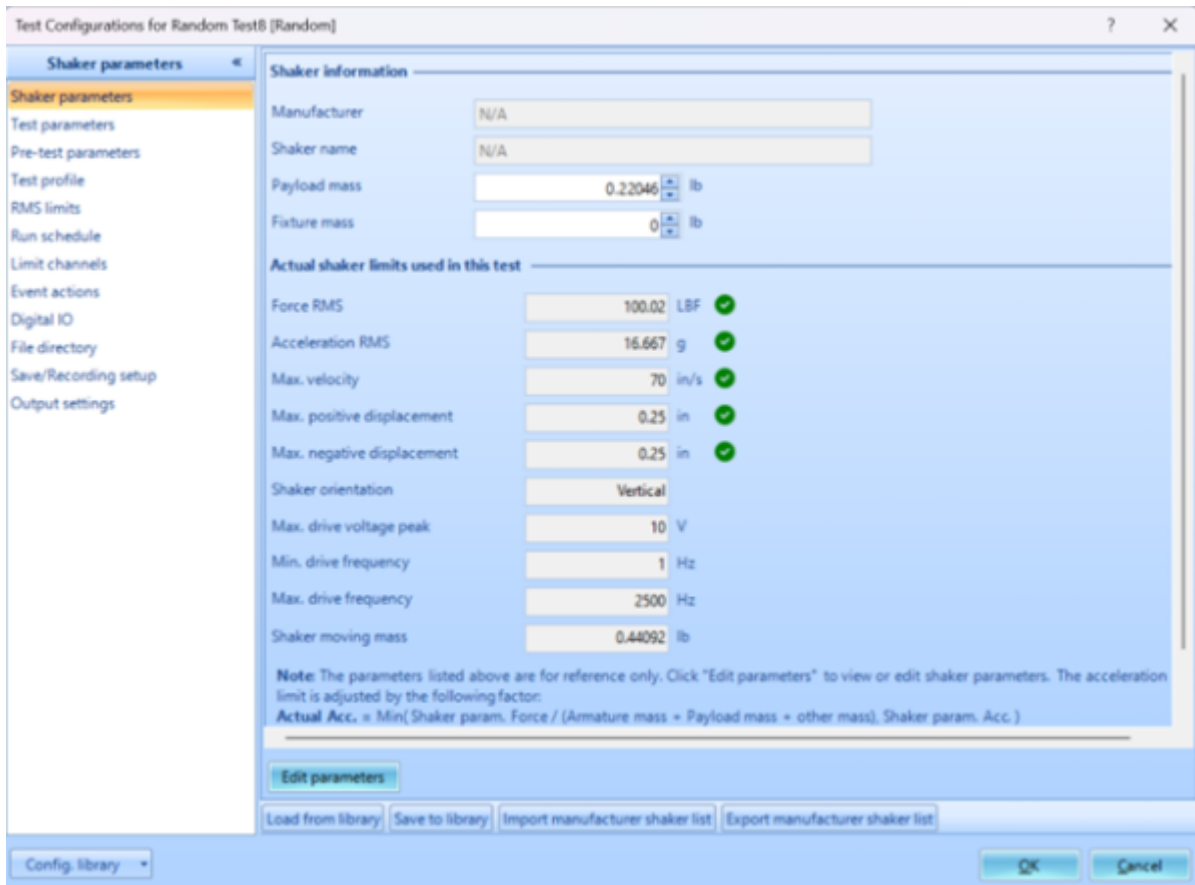 Test Configurations for Random Test8 [Random]
?
Shaker parameters «
Shaker parameters
Test parameters
Pre-test parameters
Test profile
RMS limits
Run schedule
Limit channels
Event actions
Digital IO
File directory
Save/Recording setup
Output settings
Shaker information
Manufacturer N/A
Shaker name N/A
Payload mass 0.22046 lb
Fixture mass 0 lb
Actual shaker limits used in this test
Force RMS 100.02 LBF
Acceleration RMS 16.667 g
Max. velocity 70 in/s
Max. positive displacement 0.25 in
Max. negative displacement 0.25 in
Shaker orientation Vertical
Max. drive voltage peak 10 V
Min. drive frequency 1 Hz
Max. drive frequency 2500 Hz
Shaker moving mass 0.44092 lb
Note: The parameters listed above are for reference only. Click "Edit parameters" to view or edit shaker parameters. The acceleration
limit is adjusted by the following factor:
Actual Acc. = Min( Shaker param. Force / (Armature mass + Payload mass + other mass), Shaker param. Acc. )
Edit parameters
Load from library Save to library Import manufacturer shaker list Export manufacturer shaker list
Config. library OK Cancel